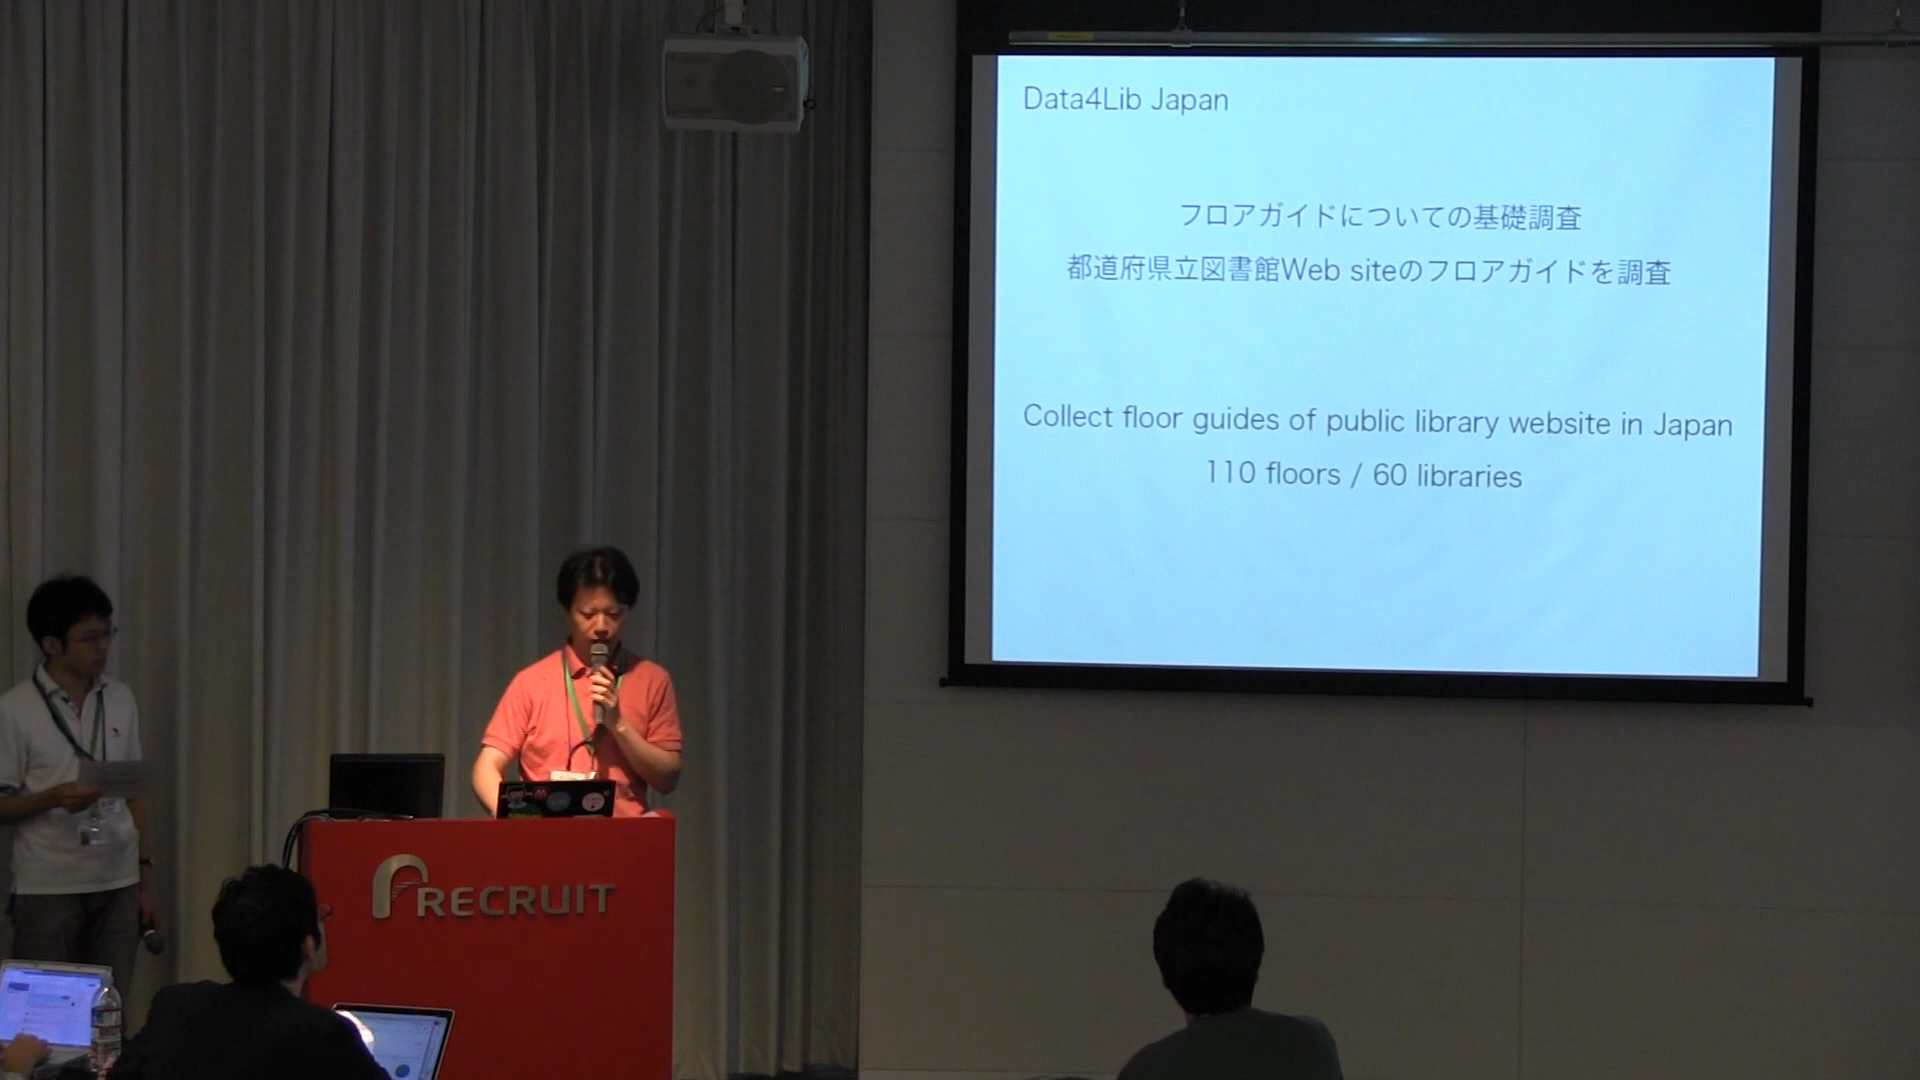 Data4Lib Japan
フロアガイドについての基礎調査
都道府県立図書館Web siteのフロアガイドを調査
Collect floor guides of public library website in Japan
110 floors / 60 libraries
RECRUIT